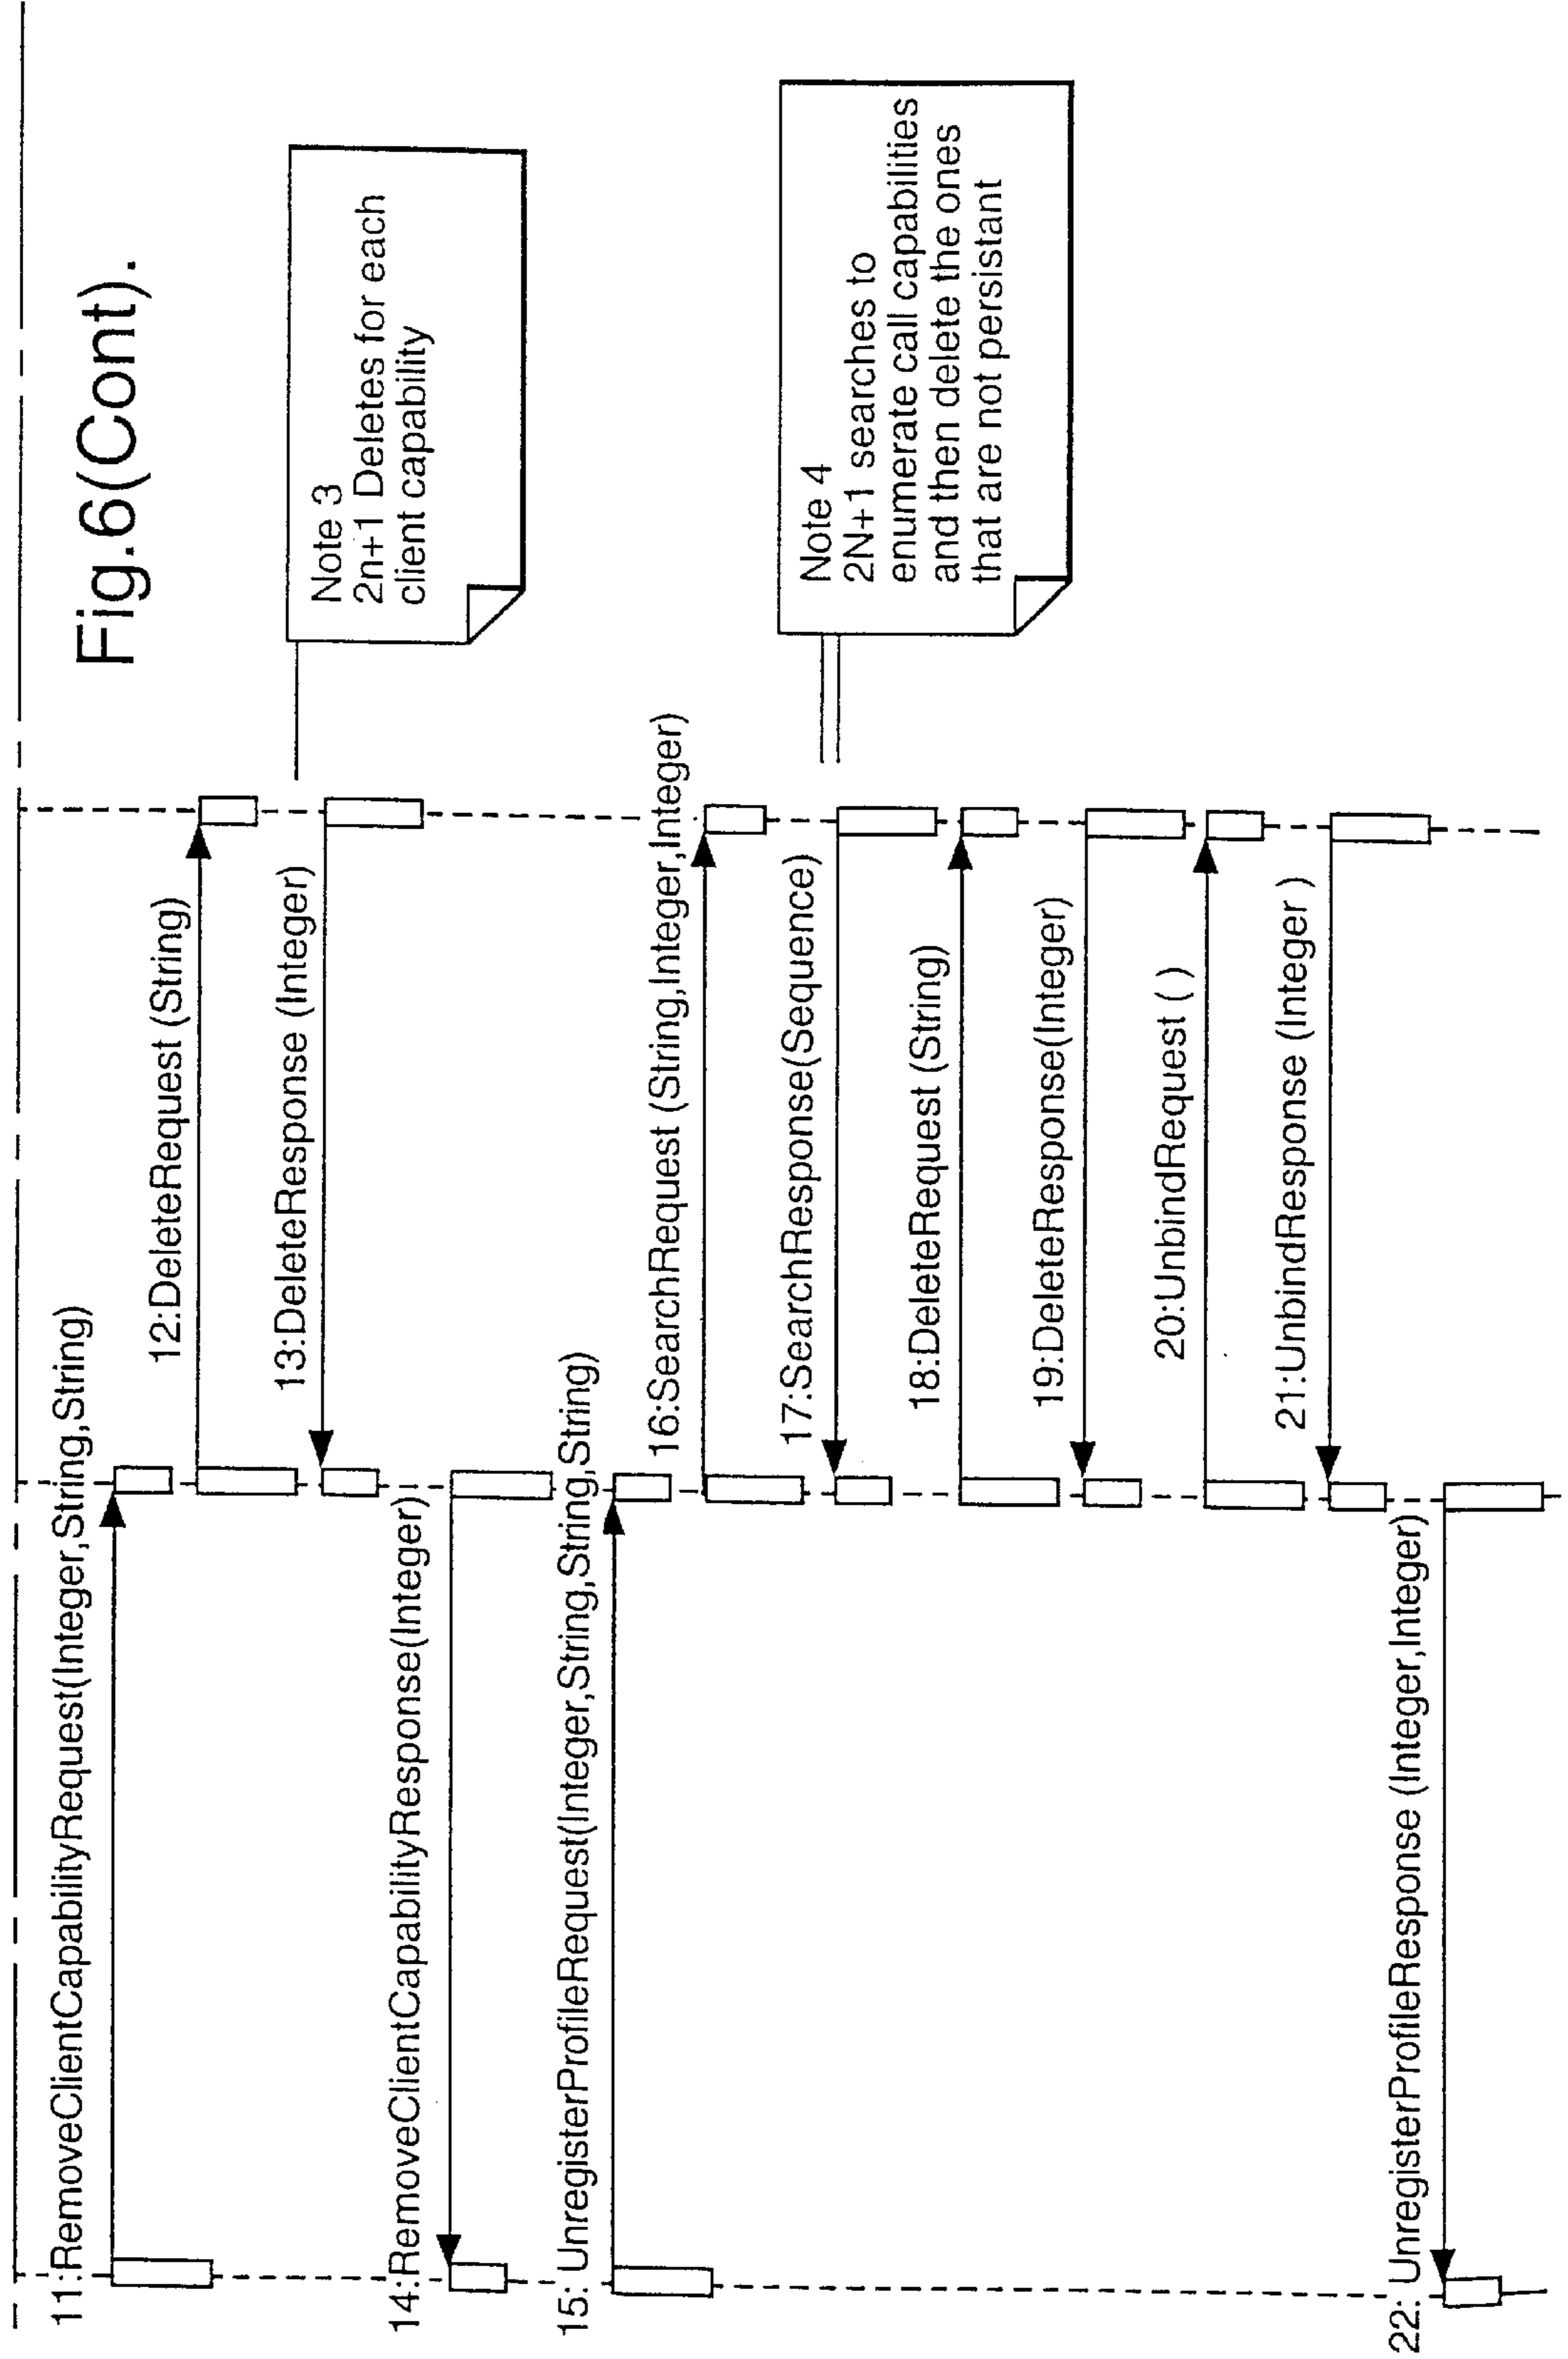 Fig.6(Cont).
11:RemoveClientCapabilityRequest(Integer,String,String)
12:DeleteRequest (String)
13:DeleteResponse (Integer)
Note 3
2n+1 Deletes for each
client capability
14:RemoveClientCapabilityResponse(Integer)
15: UnregisterProfileRequest(Integer,String,String,String)
16:SearchRequest (String,Integer,Integer)
17:SearchResponse(Sequence)
Note 4
2N+1 searches to
enumerate call capabilities
and then delete the ones
that are not persistant
18:DeleteRequest (String)
19:DeleteResponse(Integer)
20:UnbindRequest ( )
21:UnbindResponse (Integer )
22: UnregisterProfileResponse (Integer,Integer)